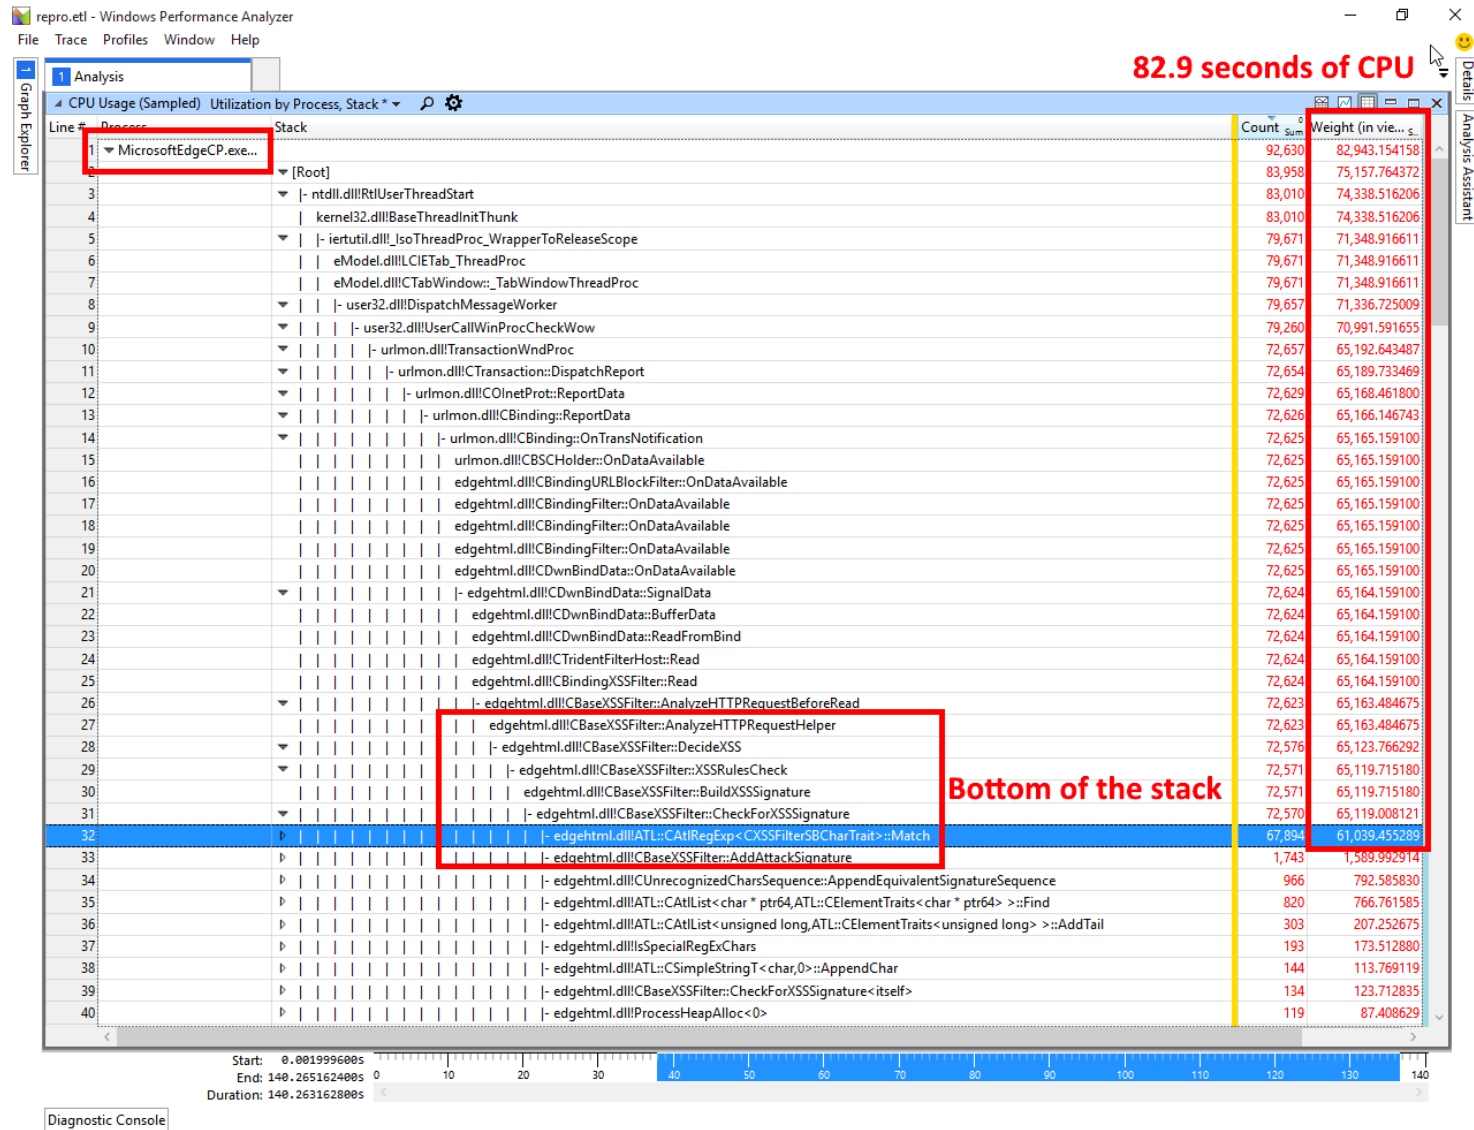 repro.etl - Windows Performance Analyzer
File Trace Profiles Window Help
82.9 seconds of CPU
1 Graph Explorer
1 Analysis
Details
Analysis Assistant
CPU Usage (Sampled) Utilization by Process, Stack *
Line # Process Stack Count Sum 0 Weight (in vie... S...
1 MicrosoftEdgeCP.exe... 92,630 82,943.154158
2 [Root] 83,958 75,157.764372
3 |- ntdll.dll!RtlUserThreadStart 83,010 74,338.516206
4 | kernel32.dll!BaseThreadInitThunk 83,010 74,338.516206
5 | |- iertutil.dll!_IsoThreadProc_WrapperToReleaseScope 79,671 71,348.916611
6 | | eModel.dll!LCIETab_ThreadProc 79,671 71,348.916611
7 | | eModel.dll!CTabWindow::_TabWindowThreadProc 79,671 71,348.916611
8 | | |- user32.dll!DispatchMessageWorker 79,657 71,336.725009
9 | | | |- user32.dll!UserCallWinProcCheckWow 79,260 70,991.591655
10 | | | | |- urlmon.dll!TransactionWndProc 72,657 65,192.643487
11 | | | | | |- urlmon.dll!CTransaction::DispatchReport 72,654 65,189.733469
12 | | | | | | |- urlmon.dll!COInetProt::ReportData 72,629 65,168.461800
13 | | | | | | | |- urlmon.dll!CBinding::ReportData 72,626 65,166.146743
14 | | | | | | | | |- urlmon.dll!CBinding::OnTransNotification 72,625 65,165.159100
15 | | | | | | | | | urlmon.dll!CBSCHolder::OnDataAvailable 72,625 65,165.159100
16 | | | | | | | | | edgehtml.dll!CBindingURLBlockFilter::OnDataAvailable 72,625 65,165.159100
17 | | | | | | | | | edgehtml.dll!CBindingFilter::OnDataAvailable 72,625 65,165.159100
18 | | | | | | | | | edgehtml.dll!CBindingFilter::OnDataAvailable 72,625 65,165.159100
19 | | | | | | | | | edgehtml.dll!CBindingFilter::OnDataAvailable 72,625 65,165.159100
20 | | | | | | | | | edgehtml.dll!CDwnBindData::OnDataAvailable 72,625 65,165.159100
21 | | | | | | | | | |- edgehtml.dll!CDwnBindData::SignalData 72,624 65,164.159100
22 | | | | | | | | | | edgehtml.dll!CDwnBindData::BufferData 72,624 65,164.159100
23 | | | | | | | | | | edgehtml.dll!CDwnBindData::ReadFromBind 72,624 65,164.159100
24 | | | | | | | | | | edgehtml.dll!CTridentFilterHost::Read 72,624 65,164.159100
25 | | | | | | | | | | edgehtml.dll!CBindingXSSFilter::Read 72,624 65,164.159100
26 | | | | | | | | | | |- edgehtml.dll!CBaseXSSFilter::AnalyzeHTTPRequestBeforeRead 72,623 65,163.484675
27 | | | | | | | | | | | edgehtml.dll!CBaseXSSFilter::AnalyzeHTTPRequestHelper 72,623 65,163.484675
28 | | | | | | | | | | | |- edgehtml.dll!CBaseXSSFilter::DecideXSS 72,576 65,123.766292
29 | | | | | | | | | | | | |- edgehtml.dll!CBaseXSSFilter::XSSRulesCheck 72,571 65,119.715180
30 | | | | | | | | | | | | | edgehtml.dll!CBaseXSSFilter::BuildXSSSignature 72,571 65,119.715180
Bottom of the stack
31 | | | | | | | | | | | | | |- edgehtml.dll!CBaseXSSFilter::CheckForXSSSignature 72,570 65,119.008121
32 | | | | | | | | | | | | | | |- edgehtml.dll!ATL::CAtlRegExp<CXSSFilterSBCharTrait>::Match 67,894 61,039.455289
33 | | | | | | | | | | | | | | |- edgehtml.dll!CBaseXSSFilter::AddAttackSignature 1,743 1,589.992914
34 | | | | | | | | | | | | | | |- edgehtml.dll!CUnrecognizedCharsSequence::AppendEquivalentSignatureSequence 966 792.585830
35 | | | | | | | | | | | | | | |- edgehtml.dll!ATL::CAtlList<char * ptr64,ATL::CElementTraits<char * ptr64> >::Find 820 766.761585
36 | | | | | | | | | | | | | | |- edgehtml.dll!ATL::CAtlList<unsigned long,ATL::CElementTraits<unsigned long> >::AddTail 303 207.252675
37 | | | | | | | | | | | | | | |- edgehtml.dll!IsSpecialRegExChars 193 173.512880
38 | | | | | | | | | | | | | | |- edgehtml.dll!ATL::CSimpleStringT<char,0>::AppendChar 144 113.769119
39 | | | | | | | | | | | | | | |- edgehtml.dll!CBaseXSSFilter::CheckForXSSSignature<itself> 134 123.712835
40 | | | | | | | | | | | | | | |- edgehtml.dll!ProcessHeapAlloc<0> 119 87.408629
Start: 0.001999600s
End: 140.265162400s 0 10 20 30 40 50 60 70 80 90 100 110 120 130 140
Duration: 140.263162800s
Diagnostic Console